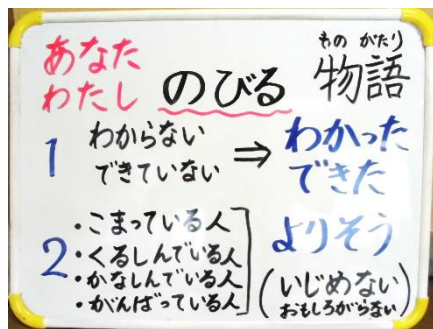 あなた
わたし
のびる
もの がたり
物語
1 わからない
できていない
⇒ わかった
できた
2 ・こまっている人
・くるしんでいる人
・かなしんでいる人
・がんばっている人
よりそう
(いじめない
おもしろがらない)